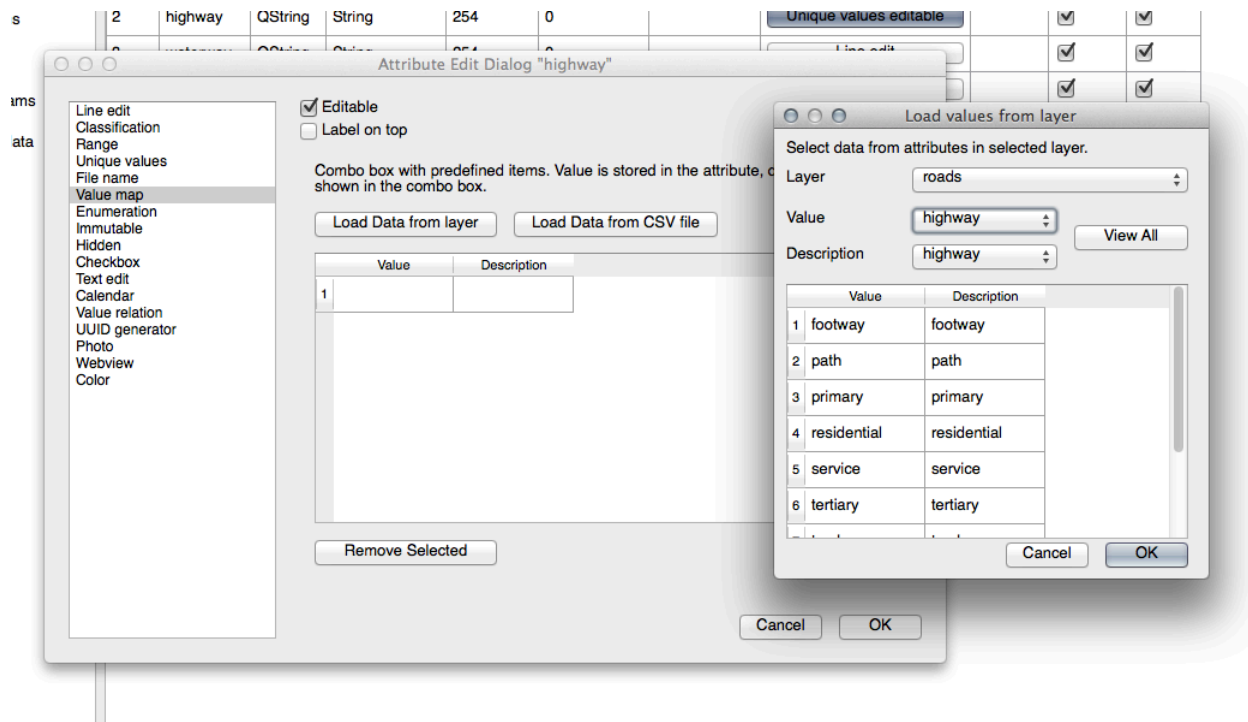 s
2 highway QString String 254 0 Unique values editable
Line edit
Attribute Edit Dialog "highway"
ams
ata
Line edit
Classification
Range
Unique values
File name
Value map
Enumeration
Immutable
Hidden
Checkbox
Text edit
Calendar
Value relation
UUID generator
Photo
Webview
Color
Editable
Label on top
Combo box with predefined items. Value is stored in the attribute,
shown in the combo box.
Load Data from layer Load Data from CSV file
Value Description
1
Remove Selected
Cancel OK
Load values from layer
Select data from attributes in selected layer.
Layer roads
Value highway
View All
Description highway
Value Description
1 footway footway
2 path path
3 primary primary
4 residential residential
5 service service
6 tertiary tertiary
Cancel OK